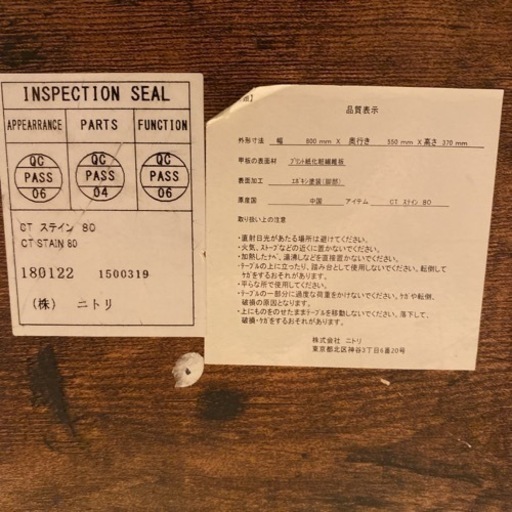 INSPECTION SEAL
APPEARRANCE PARTS FUNCTION
QC PASS 06
QC PASS 04
QC PASS 06
CT ステイン 80
CT STAIN 80
180122 1500319
(株) ニトリ
品質表示
外形寸法 幅 800 mm X 奥行き 550 mm X 高さ 370 mm
甲板の表面材 プリント紙化粧繊維板
表面加工 エポキシ塗装(脚部)
原産国 中国 アイテム CT ステイン 80
取り扱い上の注意
・直射日光があたる場所は避けてください。
・火気、ストーブなどの近くに置かないでください。
・加熱したナベ、湯沸しなどを直接置かないでください。
・テーブルの上に立ったり、踏み台として使用しないでください。転倒して
ケガをするおそれがあります。
・平らな所で使用してください。
・テーブルの一部分に過度な荷重をかけないでください。ケガや転倒、
破損の原因となります。
・上にものをのせたままテーブルを移動しないでください。落下して、
破損・ケガをするおそれがあります。
株式会社 ニトリ
東京都北区神谷3丁目6番20号